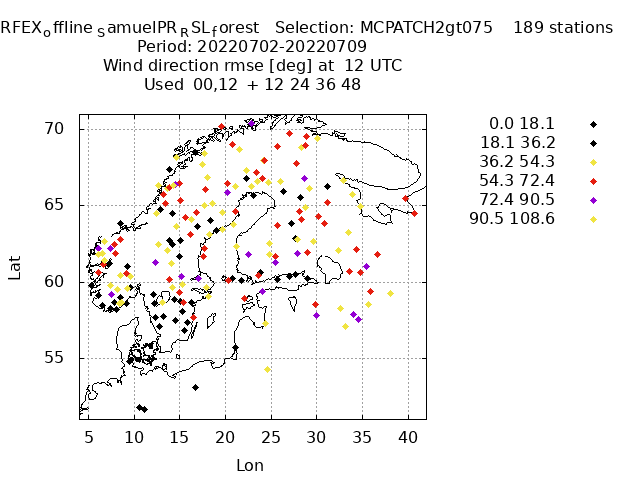 RFEXoffline SamuelPRRSLforest Selection: MCPATCH2gt075 189 stations
Period: 20220702-20220709
Wind direction rmse [deg] at 12 UTC
Used 00,12 + 12 24 36 48
0.0 18.1
18.1 36.2
36.2 54.3
54.3 72.4
72.4 90.5
90.5 108.6
70
65
60
55
Lat
5 10 15 20 25 30 35 40
Lon